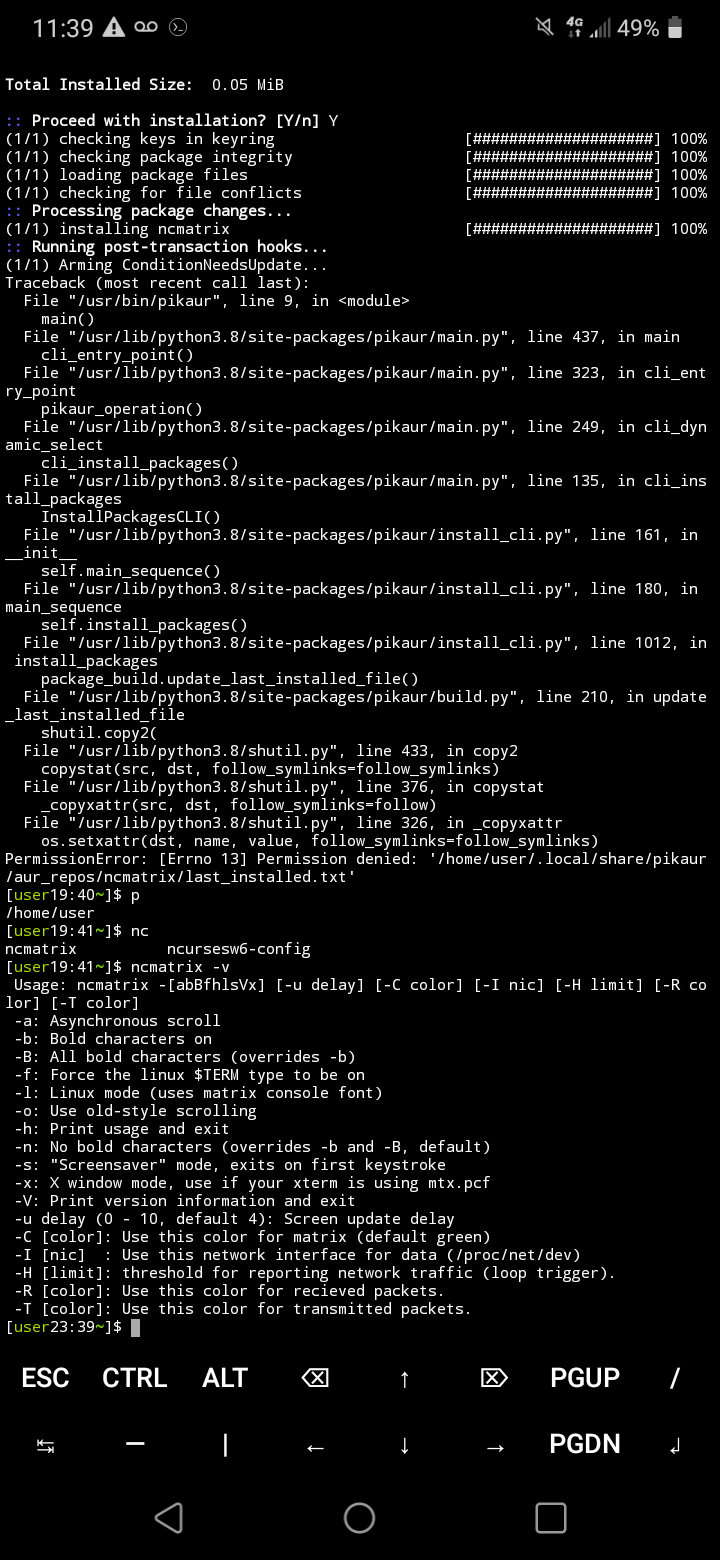 11:39
4G 49%
Total Installed Size:  0.05 MiB
:: Proceed with installation? [Y/n] Y
(1/1) checking keys in keyring                     [####################] 100%
(1/1) checking package integrity                   [####################] 100%
(1/1) loading package files                        [####################] 100%
(1/1) checking for file conflicts                  [####################] 100%
:: Processing package changes...
(1/1) installing ncmatrix                          [####################] 100%
:: Running post-transaction hooks...
(1/1) Arming ConditionNeedsUpdate...
Traceback (most recent call last):
  File "/usr/bin/pikaur", line 9, in <module>
    main()
  File "/usr/lib/python3.8/site-packages/pikaur/main.py", line 437, in main
    cli_entry_point()
  File "/usr/lib/python3.8/site-packages/pikaur/main.py", line 323, in cli_ent
ry_point
    pikaur_operation()
  File "/usr/lib/python3.8/site-packages/pikaur/main.py", line 249, in cli_dyn
amic_select
    cli_install_packages()
  File "/usr/lib/python3.8/site-packages/pikaur/main.py", line 135, in cli_ins
tall_packages
    InstallPackagesCLI()
  File "/usr/lib/python3.8/site-packages/pikaur/install_cli.py", line 161, in
__init__
    self.main_sequence()
  File "/usr/lib/python3.8/site-packages/pikaur/install_cli.py", line 180, in
main_sequence
    self.install_packages()
  File "/usr/lib/python3.8/site-packages/pikaur/install_cli.py", line 1012, in
 install_packages
    package_build.update_last_installed_file()
  File "/usr/lib/python3.8/site-packages/pikaur/build.py", line 210, in update
_last_installed_file
    shutil.copy2(
  File "/usr/lib/python3.8/shutil.py", line 433, in copy2
    copystat(src, dst, follow_symlinks=follow_symlinks)
  File "/usr/lib/python3.8/shutil.py", line 376, in copystat
    _copyxattr(src, dst, follow_symlinks=follow)
  File "/usr/lib/python3.8/shutil.py", line 326, in _copyxattr
    os.setxattr(dst, name, value, follow_symlinks=follow_symlinks)
PermissionError: [Errno 13] Permission denied: '/home/user/.local/share/pikaur
/aur_repos/ncmatrix/last_installed.txt'
[user19:40~]$ p
/home/user
[user19:41~]$ nc
ncmatrix          ncursesw6-config
[user19:41~]$ ncmatrix -v
 Usage: ncmatrix -[abBfhlsVx] [-u delay] [-C color] [-I nic] [-H limit] [-R co
lor] [-T color]
 -a: Asynchronous scroll
 -b: Bold characters on
 -B: All bold characters (overrides -b)
 -f: Force the linux $TERM type to be on
 -l: Linux mode (uses matrix console font)
 -o: Use old-style scrolling
 -h: Print usage and exit
 -n: No bold characters (overrides -b and -B, default)
 -s: "Screensaver" mode, exits on first keystroke
 -x: X window mode, use if your xterm is using mtx.pcf
 -V: Print version information and exit
 -u delay (0 - 10, default 4): Screen update delay
 -C [color]: Use this color for matrix (default green)
 -I [nic]  : Use this network interface for data (/proc/net/dev)
 -H [limit]: threshold for reporting network traffic (loop trigger).
 -R [color]: Use this color for recieved packets.
 -T [color]: Use this color for transmitted packets.
[user23:39~]$
ESC CTRL ALT ⌫ ↑ ⌦ PGUP /
↹ — | ← ↓ → PGDN ↲